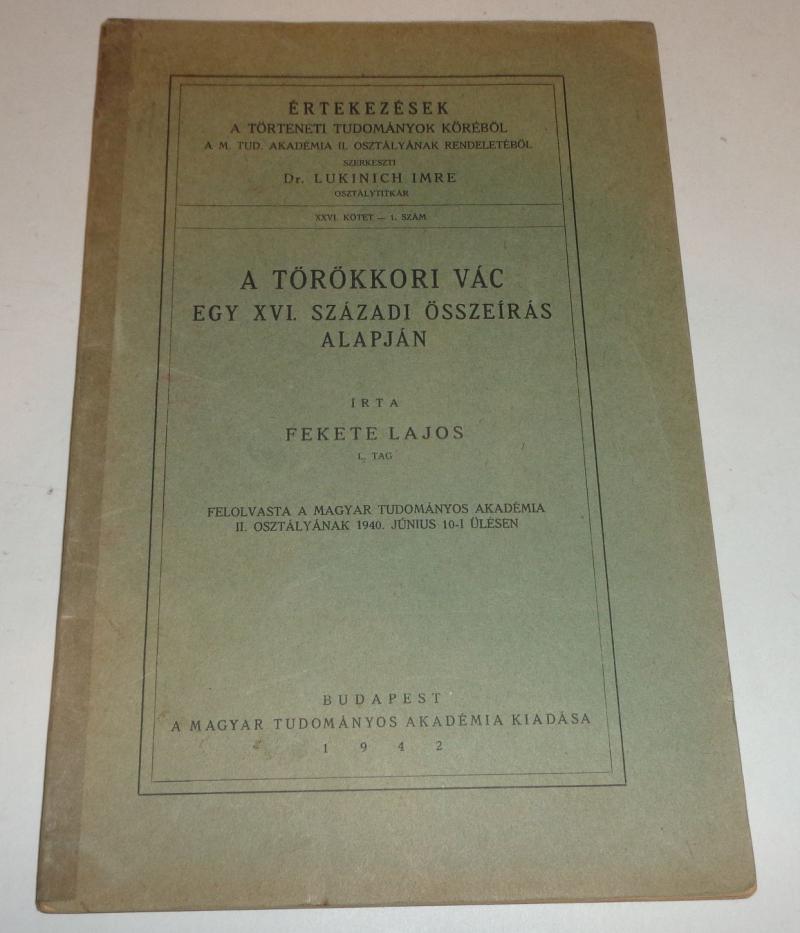 ÉRTEKEZÉSEK
A TÖRTENETI TUDOMÁNYOK KÖRÉBŐL
A M. TUD. AKADÉMIA II. OSZTÁLYÁNAK RENDELETÉBŐL
SZERKESZTI
Dr. LUKINICH IMRE
OSZTÁLYTITKÁR
XXVI. KÖTET — 1. SZÁM
A TÖRÖKKORI VÁC
EGY XVI. SZÁZADI ÖSSZEÍRÁS
ALAPJÁN
ÍRTA
FEKETE LAJOS
L. TAG
FELOLVASTA A MAGYAR TUDOMÁNYOS AKADÉMIA
II. OSZTÁLYÁNAK 1940. JÚNIUS 10-I ÜLÉSEN
BUDAPEST
A MAGYAR TUDOMÁNYOS AKADÉMIA KIADÁSA
1942